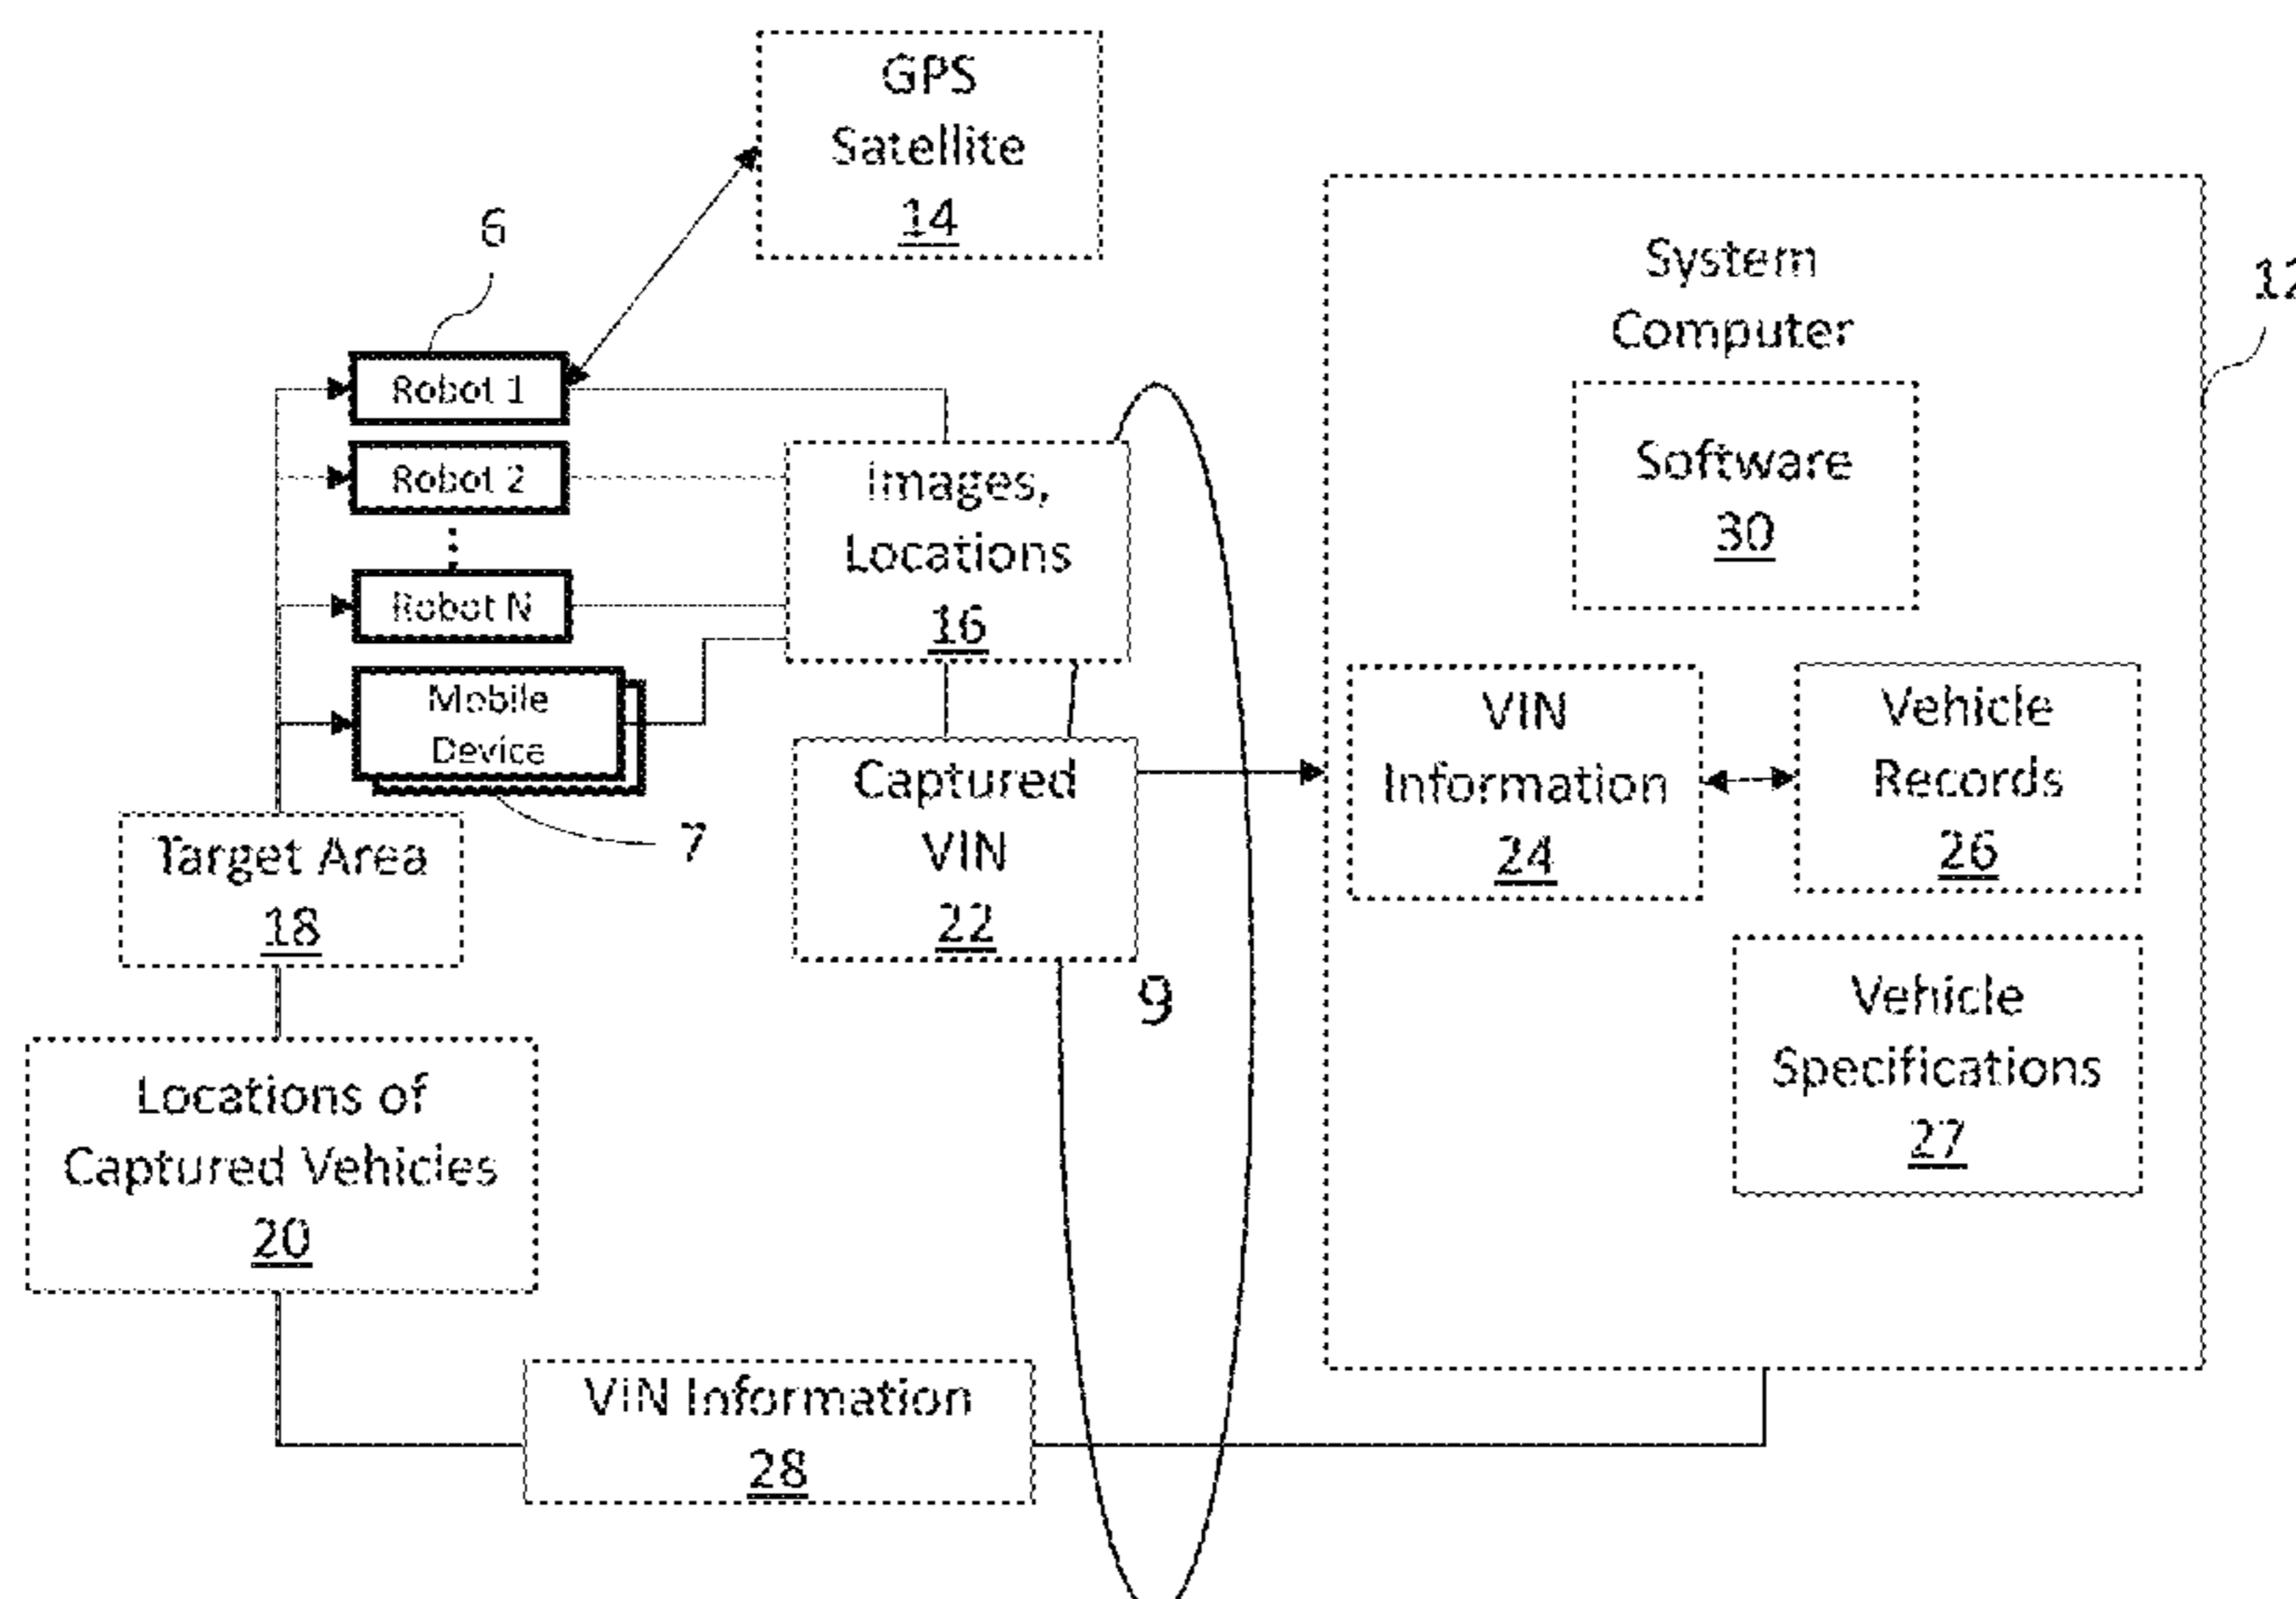 GPS
Satellite
14
6
System
Computer
12
Robot 1
Robot 2
Robot N
Mobile
Device
7
Images,
Locations
16
Software
30
Captured
VIN
22
9
VIN
Information
24
Vehicle
Records
26
Vehicle
Specifications
27
Target Area
18
Locations of
Captured Vehicles
20
VIN Information
28